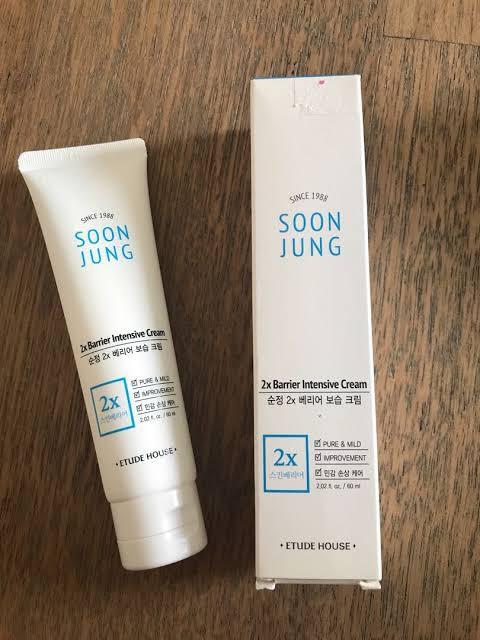 SINCE 1988
SOON
JUNG
2x Barrier Intensive Cream
순정 2x 베리어 보습 크림
2x
스킨베리어
PURE & MILD
IMPROVEMENT
민감 손상 케어
2.02 fl. oz. / 60 ml
• ETUDE HOUSE •
SINCE 1988
SOON
JUNG
2x Barrier Intensive Cream
순정 2x 베리어 보습 크림
2x
스킨베리어
PURE & MILD
IMPROVEMENT
민감 손상 케어
2.02 fl. oz. / 60 ml
• ETUDE HOUSE •